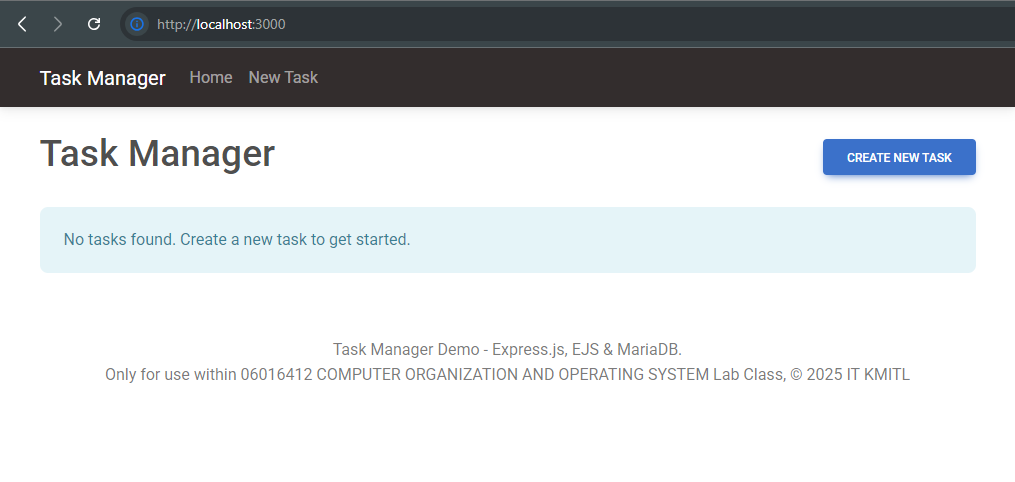 http://localhost:3000
Task Manager Home New Task
Task Manager
CREATE NEW TASK
No tasks found. Create a new task to get started.
Task Manager Demo - Express.js, EJS & MariaDB.
Only for use within 06016412 COMPUTER ORGANIZATION AND OPERATING SYSTEM Lab Class, © 2025 IT KMITL